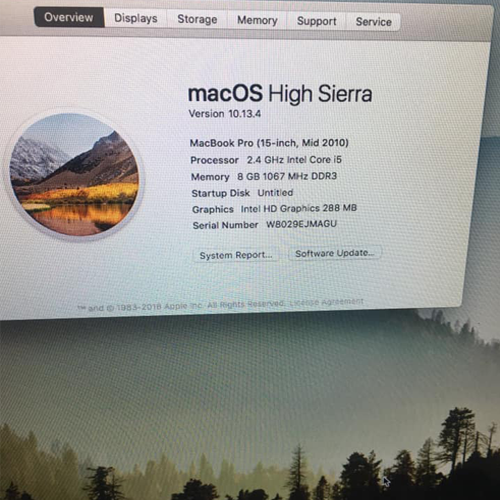 Overview Displays Storage Memory Support Service
macOS High Sierra
Version 10.13.4
MacBook Pro (15-inch, Mid 2010)
Processor 2.4 GHz Intel Core i5
Memory 8 GB 1067 MHz DDR3
Startup Disk Untitled
Graphics Intel HD Graphics 288 MB
Serial Number W8029EJMAGU
System Report... Software Update...
™ and © 1983-2018 Apple Inc. All Rights Reserved. License Agreement